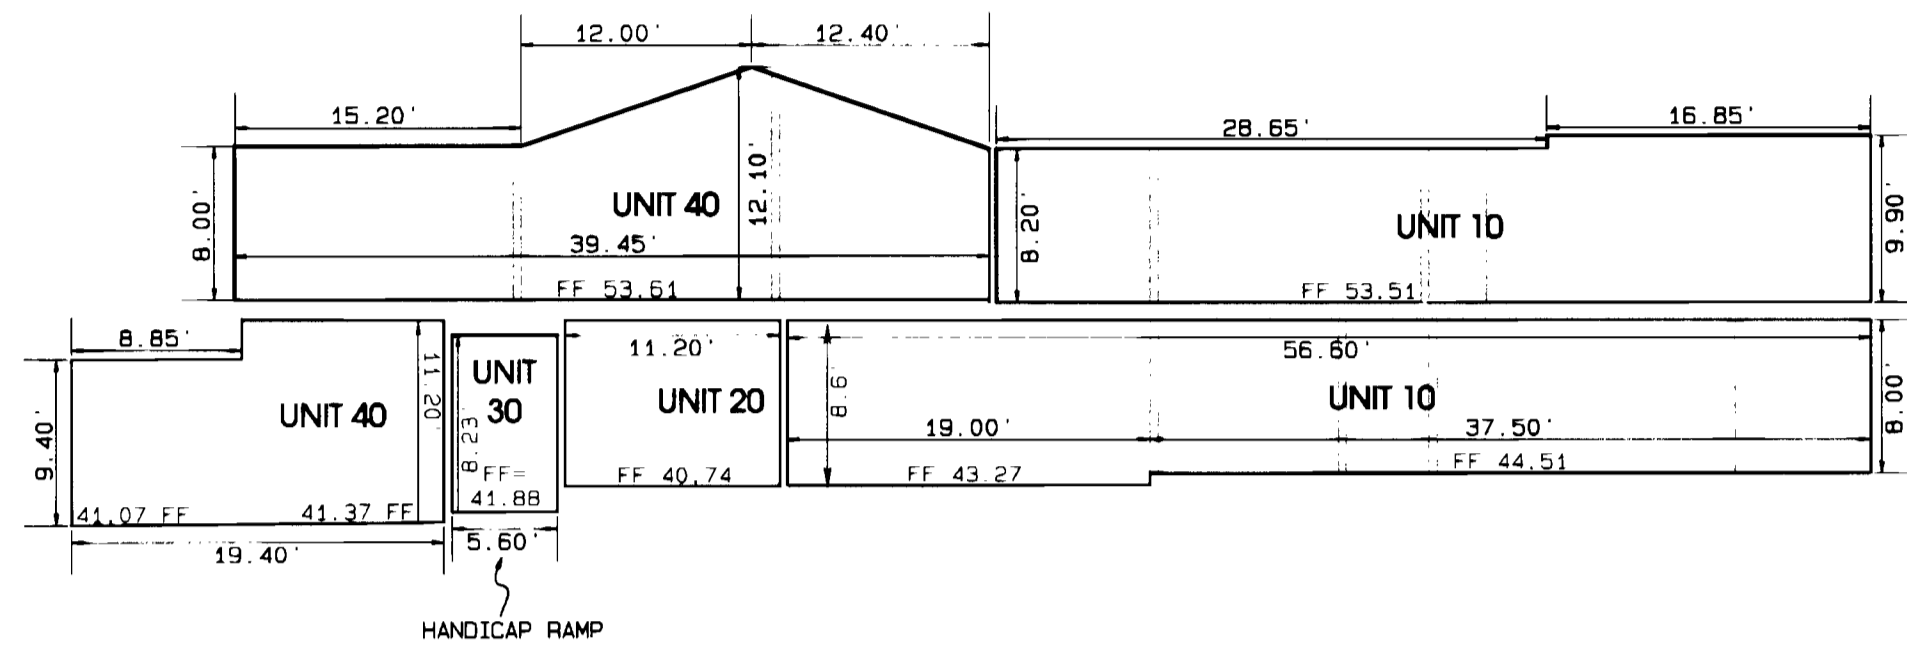 12.00'
12.40'
15.20'
28.65'
16.85'
8.00'
UNIT 40
12.10'
8.20'
UNIT 10
9.90'
39.45'
FF 53.61
FF 53.51
8.85'
11.20'
56.60'
9.40'
UNIT 40
11.20'
UNIT
30
8.23'
FF=
41.88
UNIT 20
8.6'
UNIT 10
8.00'
19.00'
37.50'
FF 40.74
FF 43.27
FF 44.51
41.07 FF
41.37 FF
19.40'
5.60'
HANDICAP RAMP